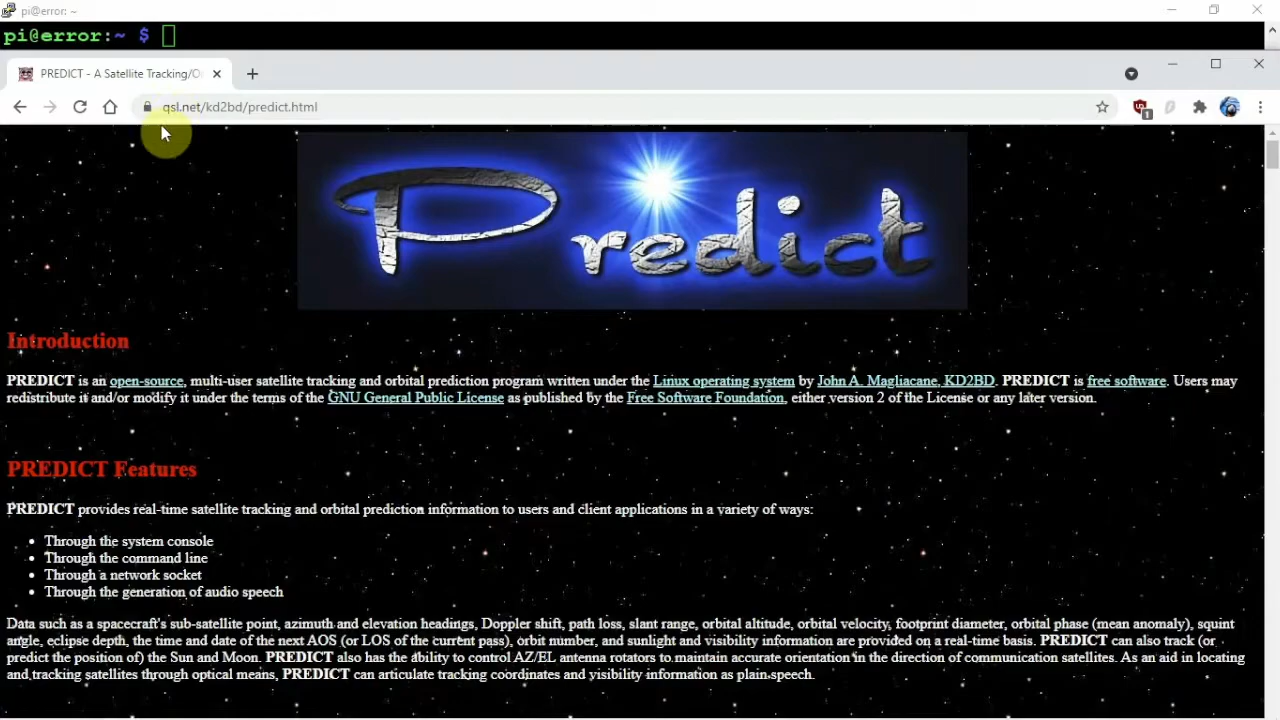 pi@error: ~
pi@error:~ $
PREDICT - A Satellite Tracking/O
qsl.net/kd2bd/predict.html
1
Predict
Introduction
PREDICT is an open-source, multi-user satellite tracking and orbital prediction program written under the Linux operating system by John A. Magliacane, KD2BD. PREDICT is free software. Users may
redistribute it and/or modify it under the terms of the GNU General Public License as published by the Free Software Foundation, either version 2 of the License or any later version.
PREDICT Features
PREDICT provides real-time satellite tracking and orbital prediction information to users and client applications in a variety of ways:
• Through the system console
• Through the command line
• Through a network socket
• Through the generation of audio speech
Data such as a spacecraft's sub-satellite point, azimuth and elevation headings, Doppler shift, path loss, slant range, orbital altitude, orbital velocity, footprint diameter, orbital phase (mean anomaly), squint
angle, eclipse depth, the time and date of the next AOS (or LOS of the current pass), orbit number, and sunlight and visibility information are provided on a real-time basis. PREDICT can also track (or
predict the position of) the Sun and Moon. PREDICT also has the ability to control AZ/EL antenna rotators to maintain accurate orientation in the direction of communication satellites. As an aid in locating
and tracking satellites through optical means, PREDICT can articulate tracking coordinates and visibility information as plain speech.